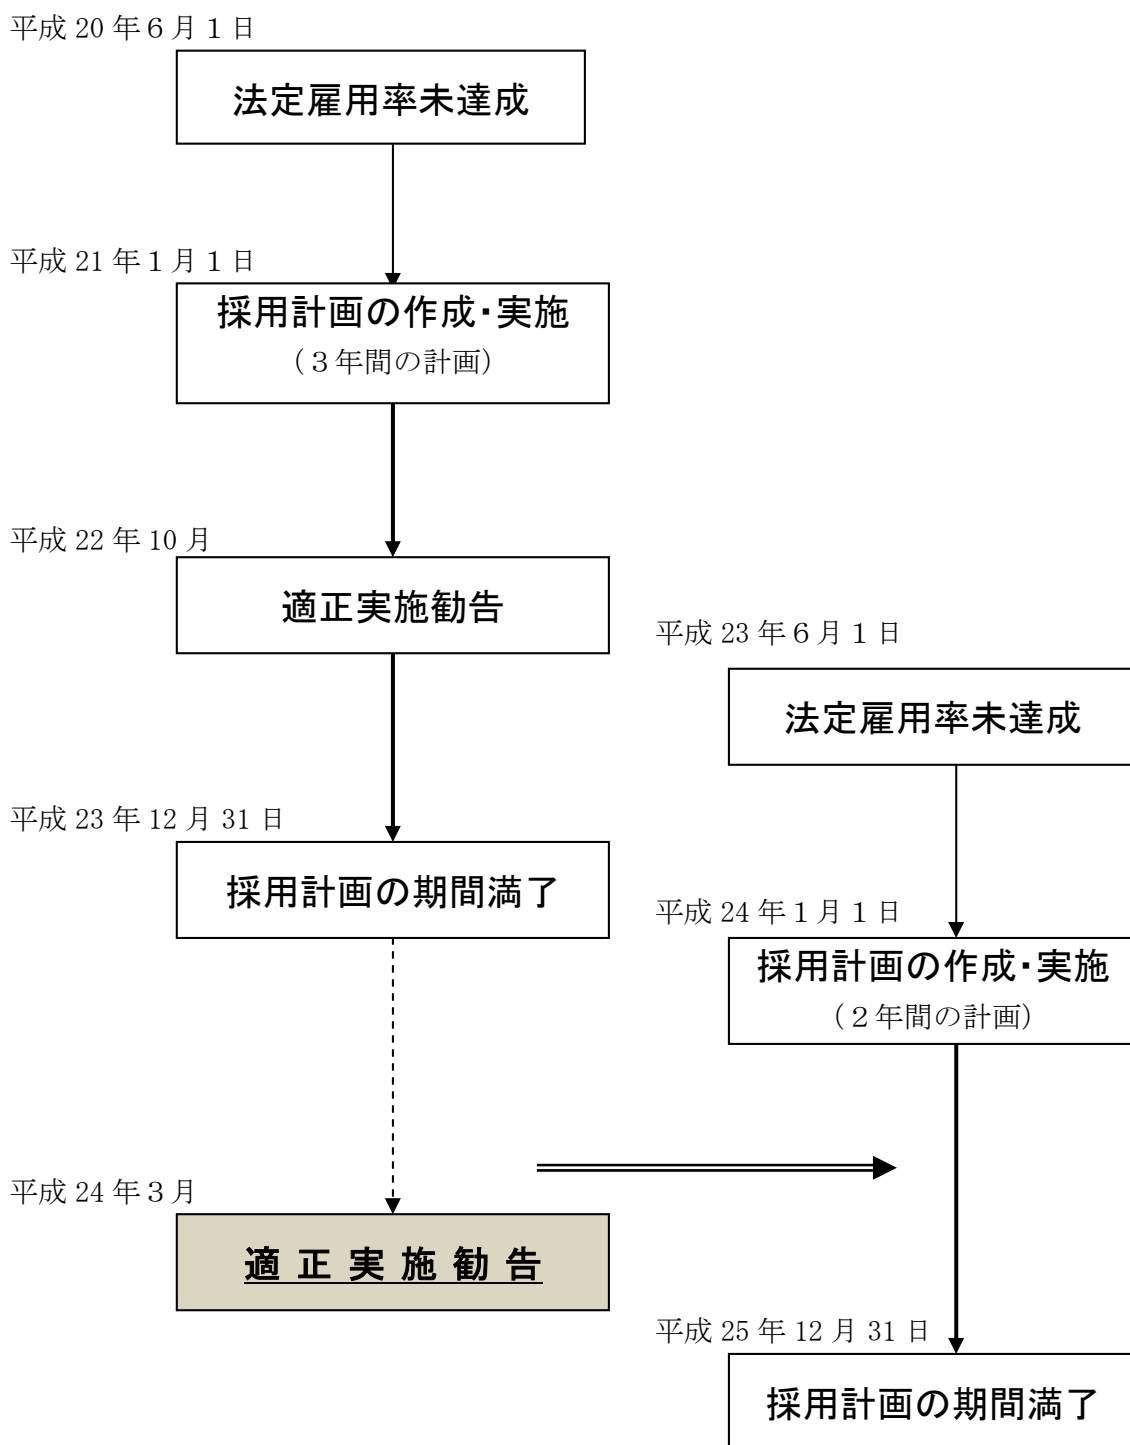 平成 20 年６月１日
法定雇用率未達成
平成 21 年１月１日
採用計画の作成・実施
（３年間の計画）
平成 22 年 10 月
適正実施勧告
平成 23 年 12 月 31 日
採用計画の期間満了
平成 24 年３月
適正実施勧告
平成 23 年６月１日
法定雇用率未達成
平成 24 年１月１日
採用計画の作成・実施
（２年間の計画）
平成 25 年 12 月 31 日
採用計画の期間満了